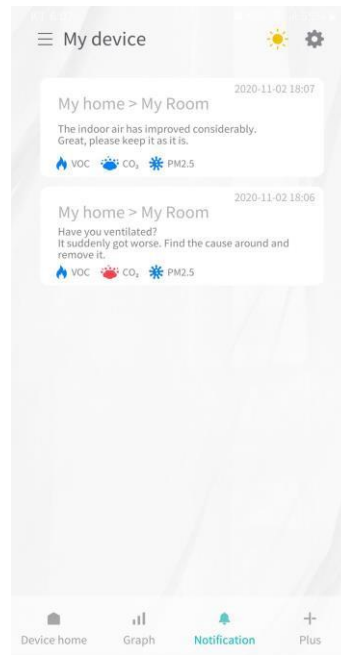 My device
2020-11-02 18:07
My home > My Room
The indoor air has improved considerably.
Great, please keep it as it is.
VOC CO₂ PM2.5
2020-11-02 18:06
My home > My Room
Have you ventilated?
It suddenly got worse. Find the cause around and
remove it.
VOC CO₂ PM2.5
Device home Graph Notification Plus